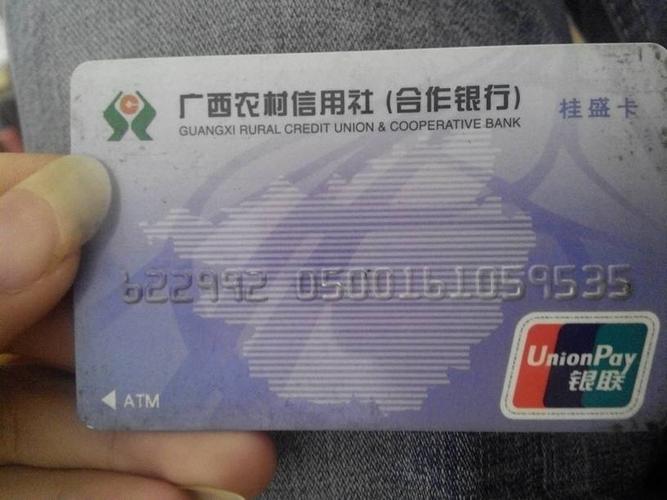 广西农村信用社(合作银行)
GUANGXI RURAL CREDIT UNION & COOPERATIVE BANK
桂盛卡
622992 0500161059535
UnionPay
银联
ATM